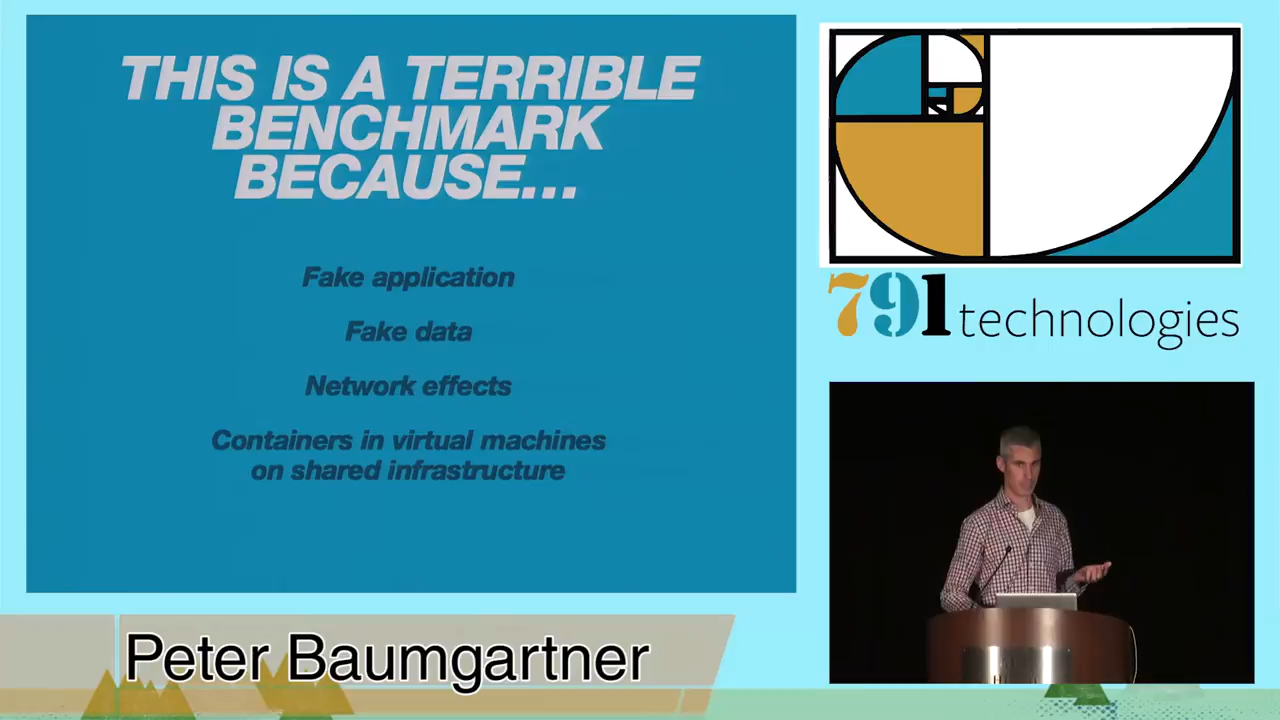 THIS IS A TERRIBLE
BENCHMARK
BECAUSE…
Fake application
Fake data
Network effects
Containers in virtual machines
on shared infrastructure
791 technologies
Peter Baumgartner